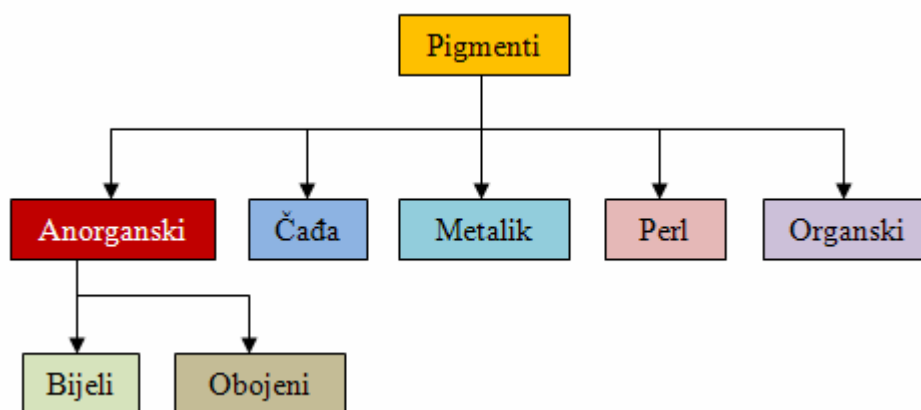 Pigmenti
Anorganski
Čađa
Metalik
Perl
Organski
Bijeli
Obojeni